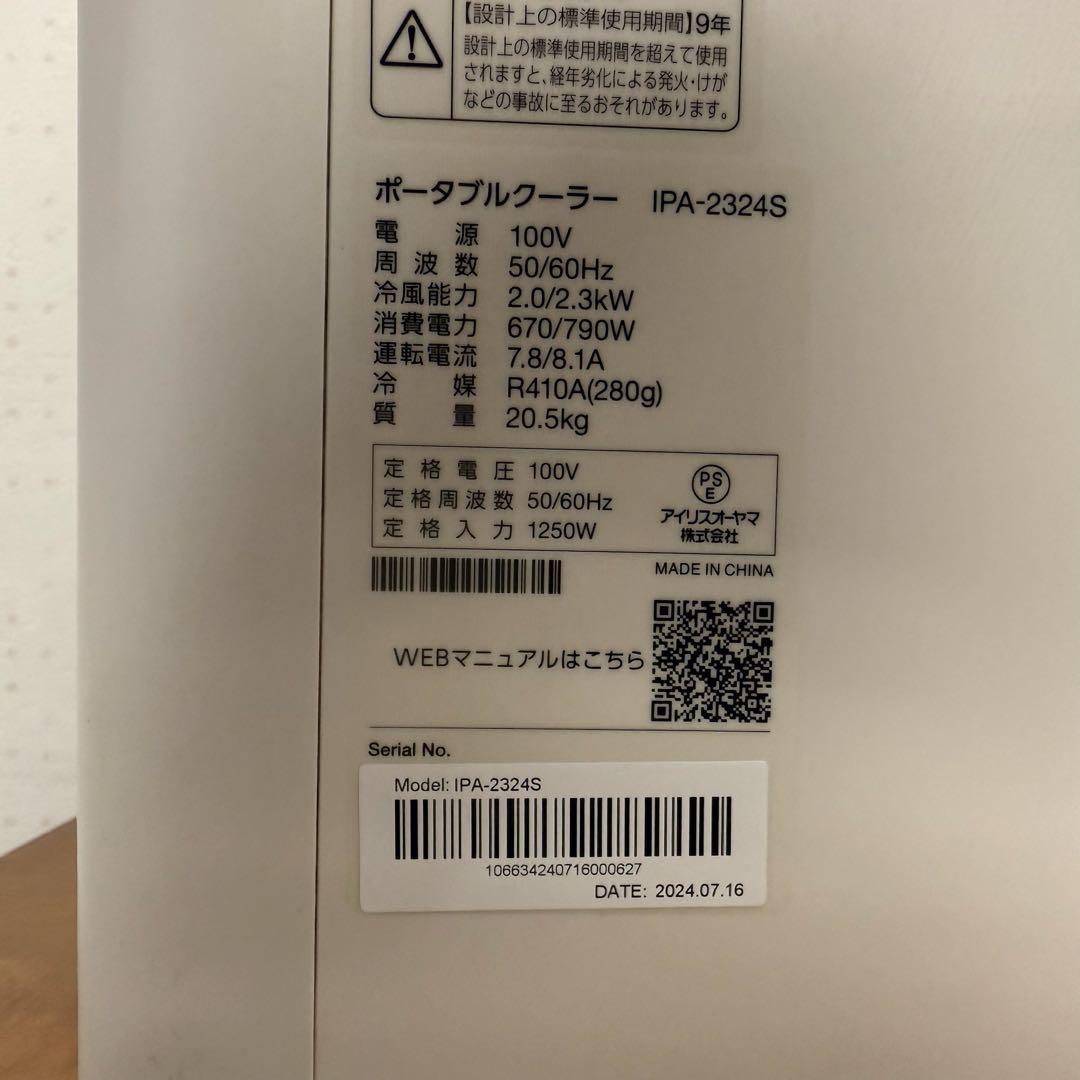 【設計上の標準使用期間】9年
設計上の標準使用期間を超えて使用
されますと、経年劣化による発火・けが
などの事故に至るおそれがあります。
ポータブルクーラー IPA-2324S
電源 100V
周波数 50/60Hz
冷風能力 2.0/2.3kW
消費電力 670/790W
運転電流 7.8/8.1A
冷媒 R410A(280g)
質量 20.5kg
定格電圧 100V
定格周波数 50/60Hz
定格入力 1250W
PS
E
アイリスオーヤマ
株式会社
MADE IN CHINA
WEBマニュアルはこちら
Serial No.
Model: IPA-2324S
106634240716000627
DATE: 2024.07.16